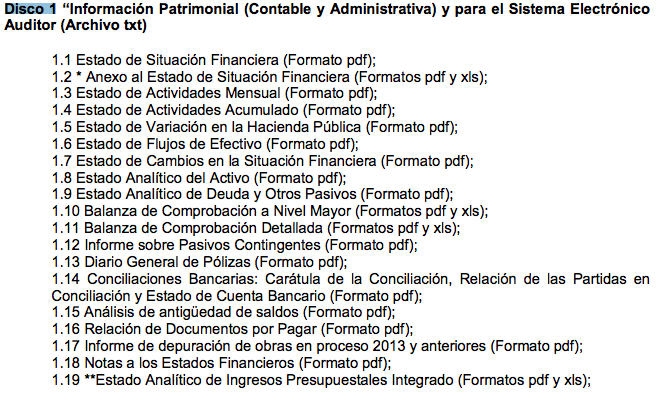 Disco 1 “Información Patrimonial (Contable y Administrativa) y para el Sistema Electrónico
Auditor (Archivo txt)
1.1 Estado de Situación Financiera (Formato pdf);
1.2 * Anexo al Estado de Situación Financiera (Formatos pdf y xls);
1.3 Estado de Actividades Mensual (Formato pdf);
1.4 Estado de Actividades Acumulado (Formato pdf);
1.5 Estado de Variación en la Hacienda Pública (Formato pdf);
1.6 Estado de Flujos de Efectivo (Formato pdf);
1.7 Estado de Cambios en la Situación Financiera (Formato pdf);
1.8 Estado Analítico del Activo (Formato pdf);
1.9 Estado Analítico de Deuda y Otros Pasivos (Formato pdf);
1.10 Balanza de Comprobación a Nivel Mayor (Formatos pdf y xls);
1.11 Balanza de Comprobación Detallada (Formatos pdf y xls);
1.12 Informe sobre Pasivos Contingentes (Formato pdf);
1.13 Diario General de Pólizas (Formato pdf);
1.14 Conciliaciones Bancarias: Carátula de la Conciliación, Relación de las Partidas en
Conciliación y Estado de Cuenta Bancario (Formato pdf);
1.15 Análisis de antigüedad de saldos (Formato pdf);
1.16 Relación de Documentos por Pagar (Formato pdf);
1.17 Informe de depuración de obras en proceso 2013 y anteriores (Formato pdf);
1.18 Notas a los Estados Financieros (Formato pdf);
1.19 **Estado Analítico de Ingresos Presupuestales Integrado (Formatos pdf y xls);